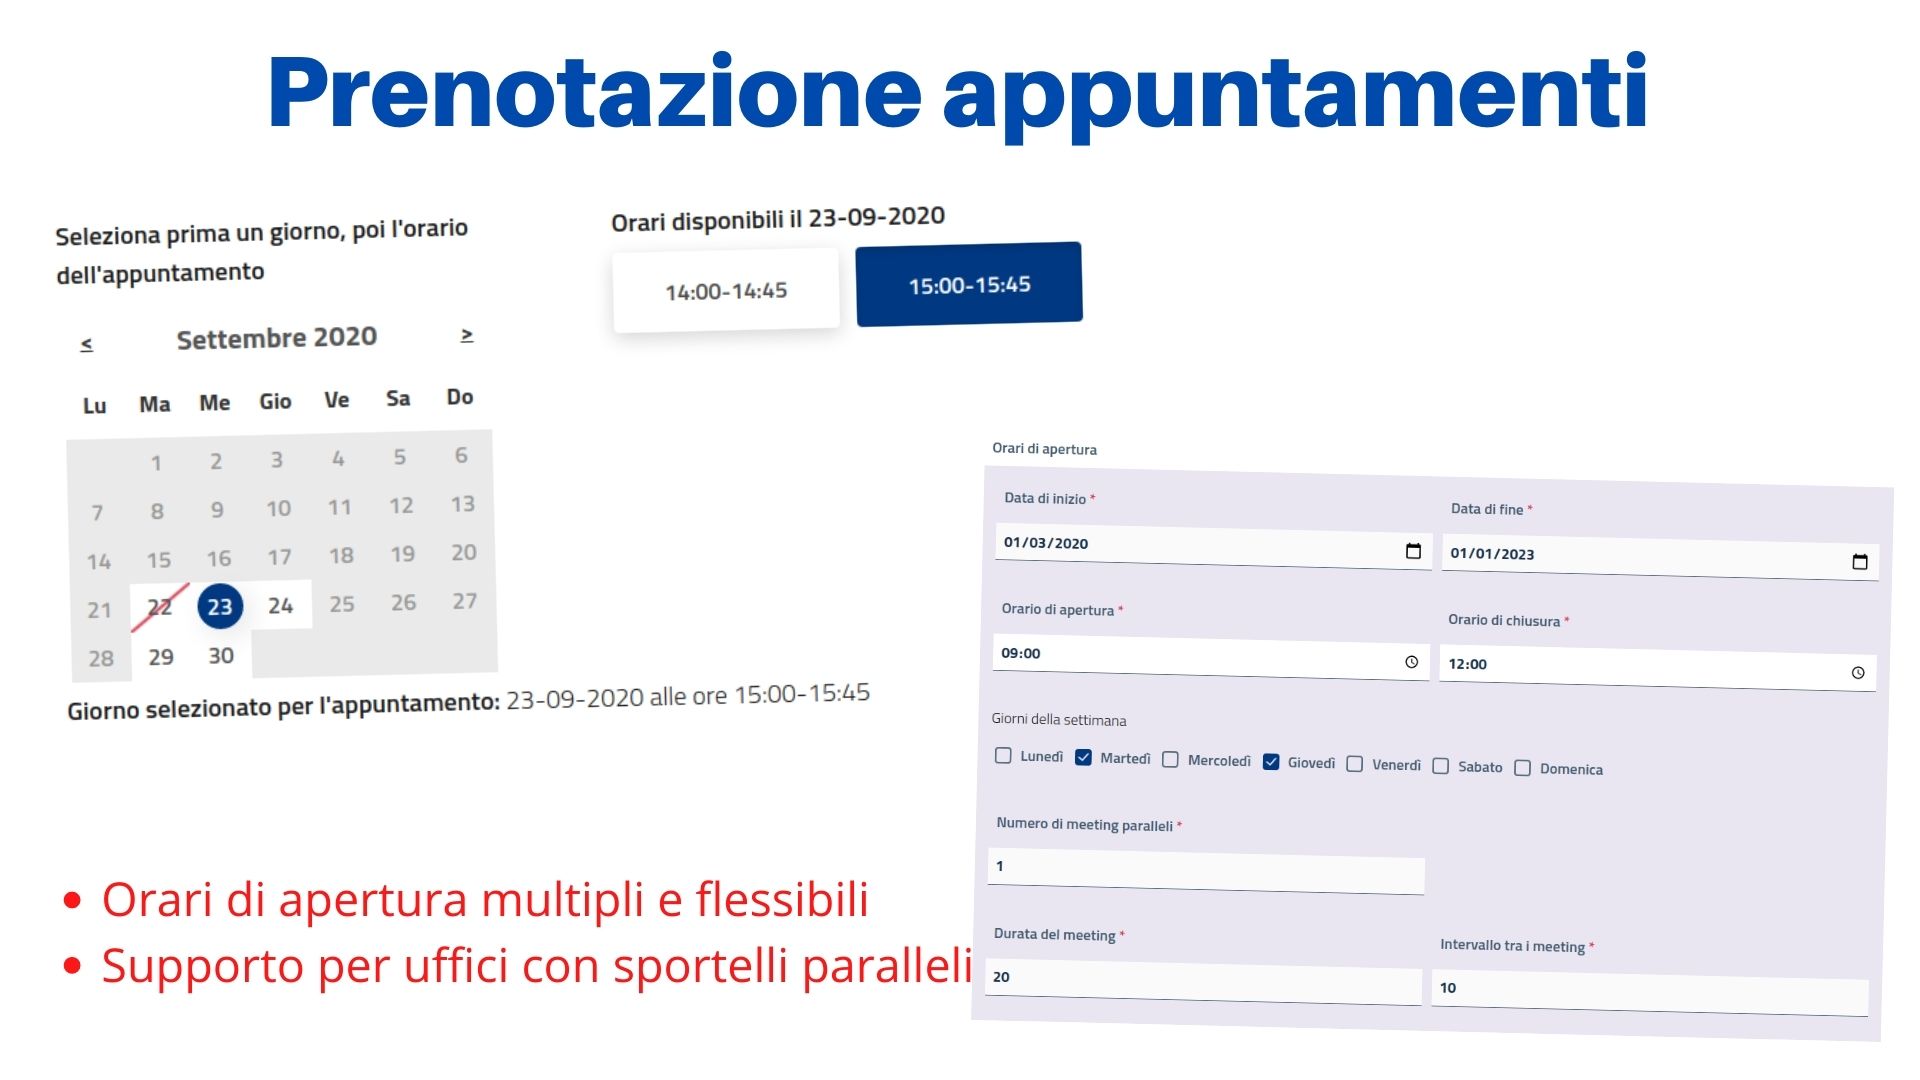 Prenotazione appuntamenti
Seleziona prima un giorno, poi l'orario
dell'appuntamento
< Settembre 2020 >
Lu Ma Me Gio Ve Sa Do
1 2 3 4 5 6
7 8 9 10 11 12 13
14 15 16 17 18 19 20
21 22 23 24 25 26 27
28 29 30
Giorno selezionato per l'appuntamento: 23-09-2020 alle ore 15:00-15:45
Orari disponibili il 23-09-2020
14:00-14:45 15:00-15:45
Orari di apertura
Data di inizio * Data di fine *
01/03/2020 01/01/2023
Orario di apertura * Orario di chiusura *
09:00 12:00
Giorni della settimana
Lunedì Martedì Mercoledì Giovedì Venerdì Sabato Domenica
Numero di meeting paralleli *
1
Durata del meeting * Intervallo tra i meeting *
20 10
• Orari di apertura multipli e flessibili
• Supporto per uffici con sportelli paralleli